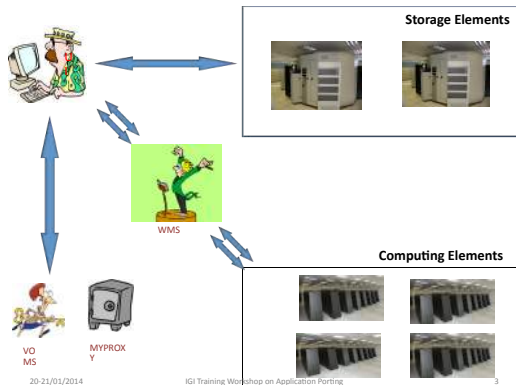 Storage Elements
WMS
Computing Elements
VO
MS
MYPROX
Y
20-21/01/2014
IGI Training Workshop on Application Porting
3